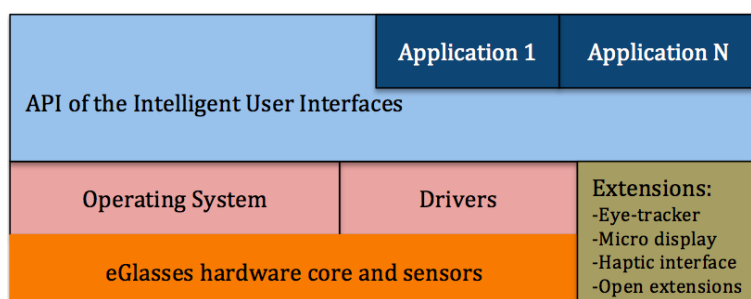 Application 1
Application N
API of the Intelligent User Interfaces
Operating System
Drivers
Extensions:
-Eye-tracker
-Micro display
-Haptic interface
-Open extensions
eGlasses hardware core and sensors